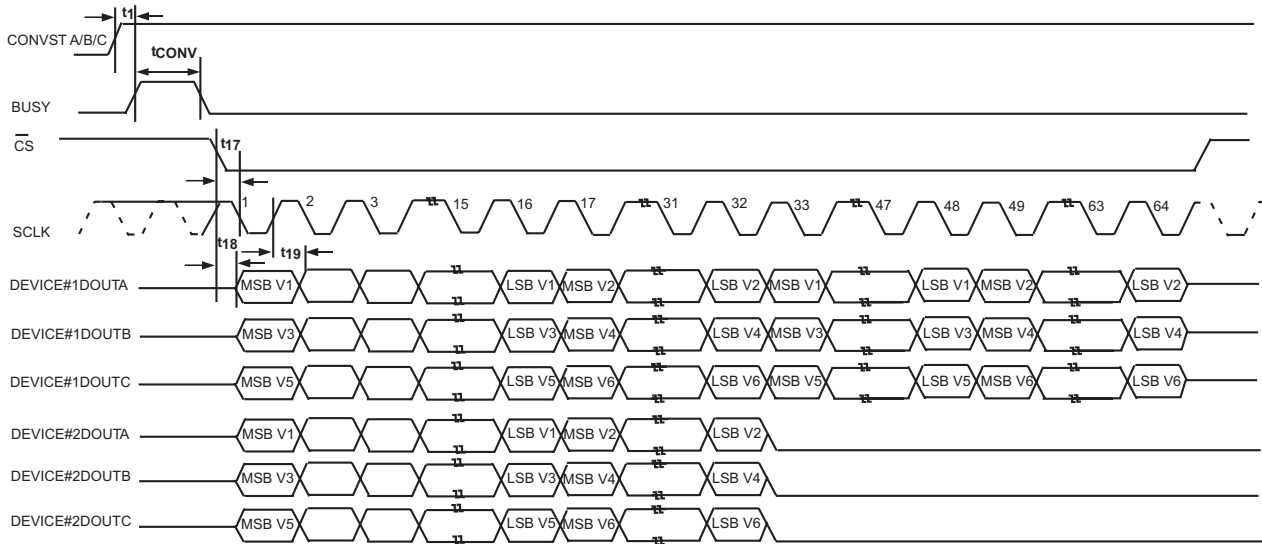 t1
CONVST A/B/C
tCONV
BUSY
CS
t17
1 2 3 15 16 17 31 32 33 47 48 49 63 64
SCLK
t18 t19
DEVICE#1DOUTA MSB V1 LSB V1 MSB V2 LSB V2 MSB V1 LSB V1 MSB V2 LSB V2
DEVICE#1DOUTB MSB V3 LSB V3 MSB V4 LSB V4 MSB V3 LSB V3 MSB V4 LSB V4
DEVICE#1DOUTC MSB V5 LSB V5 MSB V6 LSB V6 MSB V5 LSB V5 MSB V6 LSB V6
DEVICE#2DOUTA MSB V1 LSB V1 MSB V2 LSB V2
DEVICE#2DOUTB MSB V3 LSB V3 MSB V4 LSB V4
DEVICE#2DOUTC MSB V5 LSB V5 MSB V6 LSB V6